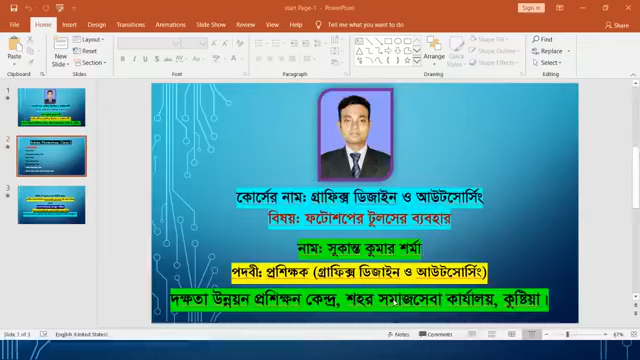 start Page-1 - PowerPoint
Sign in
File
Home
Insert
Design
Transitions
Animations
Slide Show
Review
View
Help
Acrobat
Tell me what you want to do
Share
Paste
New Slide
Layout
Reset
Section
Arrange
Quick Styles
Shape Fill
Shape Outline
Shape Effects
Find
Replace
Select
Clipboard
Slides
Font
Paragraph
Drawing
Editing
1
2
3
কোর্সের নাম: গ্রাফিক্স ডিজাইন ও আউটসোর্সিং
বিষয়: ফটোশপের টুলসের ব্যবহার
নাম: সুকান্ত কুমার শর্মা
পদবী: প্রশিক্ষক (গ্রাফিক্স ডিজাইন ও আউটসোর্সিং)
দক্ষতা উন্নয়ন প্রশিক্ষন কেন্দ্র, শহর সমাজসেবা কার্যালয়, কুষ্টিয়া।
Slide 1 of 3
English (United States)
Notes
Comments
67%